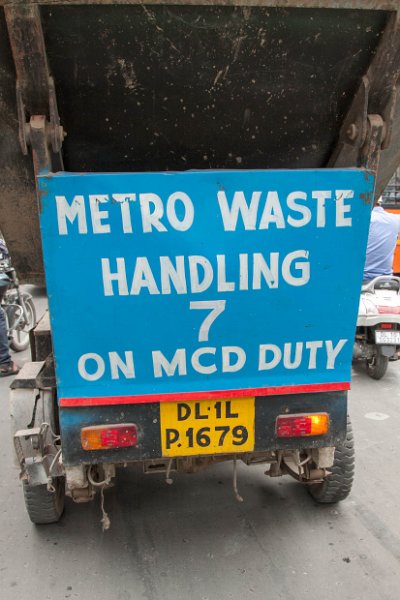 METRO WASTE
HANDLING
7
ON MCD DUTY
DL·1L
P.1679